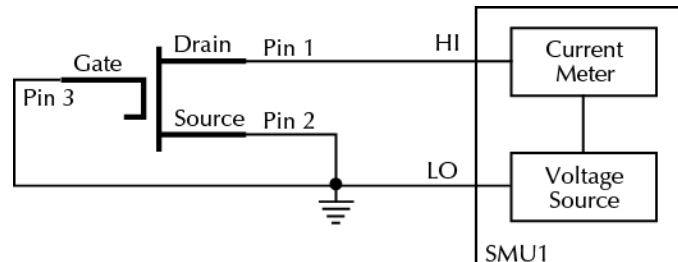 Gate
Pin 3
Drain
Pin 1
Source
Pin 2
HI
LO
Current
Meter
Voltage
Source
SMU1